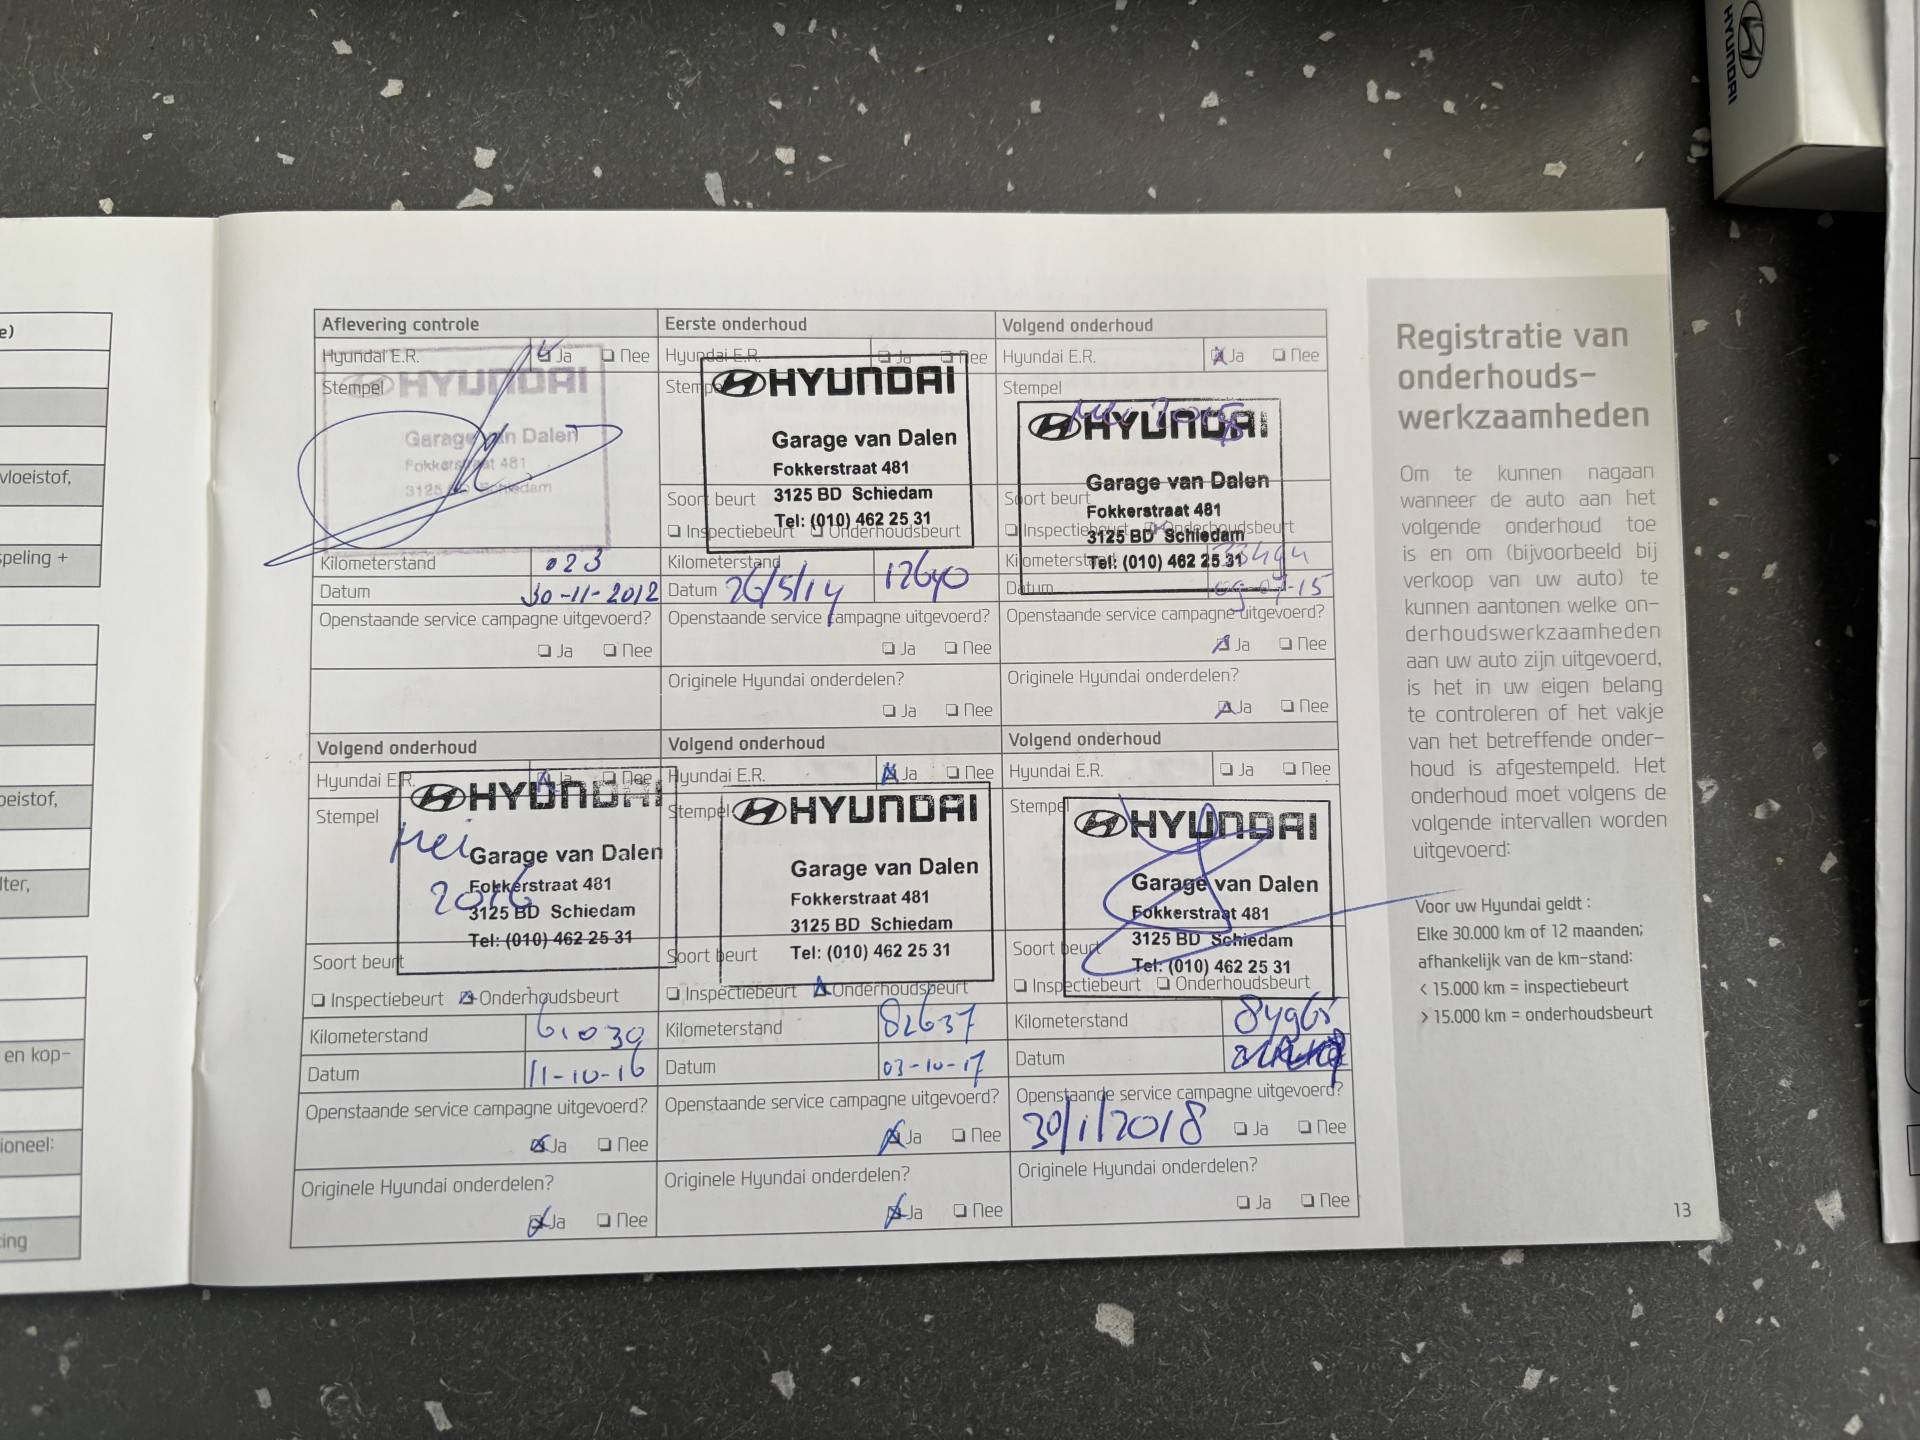 HYUNDAI
e)
vloeistof,
speling +
oeistof,
lter,
en kop-
ioneel:
ing
Aflevering controle
Hyundai E.R. Ja Nee
Stempel
HYUNDAI
Garage van Dalen
Fokkerstraat 481
3125 BD Schiedam
Kilometerstand 023
Datum 30-11-2012
Openstaande service campagne uitgevoerd?
Ja Nee
Eerste onderhoud
Hyundai E.R. Ja Nee
Stempel
HYUNDAI
Garage van Dalen
Fokkerstraat 481
3125 BD Schiedam
Tel: (010) 462 25 31
Soort beurt
Inspectiebeurt Onderhoudsbeurt
Kilometerstand 12640
Datum 26/5/14
Openstaande service campagne uitgevoerd?
Ja Nee
Originele Hyundai onderdelen?
Ja Nee
Volgend onderhoud
Hyundai E.R. Ja Nee
Stempel
HYUNDAI
Garage van Dalen
Fokkerstraat 481
3125 BD Schiedam
Tel: (010) 462 25 31
Soort beurt
Inspectiebeurt Onderhoudsbeurt
Kilometerstand
Datum
Openstaande service campagne uitgevoerd?
Ja Nee
Originele Hyundai onderdelen?
Ja Nee
Volgend onderhoud
Hyundai E.R. Ja Nee
Stempel
HYUNDAI
Mei
2016
Garage van Dalen
Fokkerstraat 481
3125 BD Schiedam
Tel: (010) 462 25 31
Soort beurt
Inspectiebeurt Onderhoudsbeurt
Kilometerstand 61030
Datum 11-10-16
Openstaande service campagne uitgevoerd?
Ja Nee
Originele Hyundai onderdelen?
Ja Nee
Volgend onderhoud
Hyundai E.R. Ja Nee
Stempel
HYUNDAI
Garage van Dalen
Fokkerstraat 481
3125 BD Schiedam
Tel: (010) 462 25 31
Soort beurt
Inspectiebeurt Onderhoudsbeurt
Kilometerstand 82637
Datum 03-10-17
Openstaande service campagne uitgevoerd?
Ja Nee
Originele Hyundai onderdelen?
Ja Nee
Volgend onderhoud
Hyundai E.R. Ja Nee
Stempel
HYUNDAI
Garage van Dalen
Fokkerstraat 481
3125 BD Schiedam
Tel: (010) 462 25 31
Soort beurt
Inspectiebeurt Onderhoudsbeurt
Kilometerstand
Datum
Openstaande service campagne uitgevoerd?
30/1/2018 Ja Nee
Originele Hyundai onderdelen?
Ja Nee
Registratie van
onderhouds-
werkzaamheden
Om te kunnen nagaan
wanneer de auto aan het
volgende onderhoud toe
is en om (bijvoorbeeld bij
verkoop van uw auto) te
kunnen aantonen welke on-
derhoudswerkzaamheden
aan uw auto zijn uitgevoerd,
is het in uw eigen belang
te controleren of het vakje
van het betreffende onder-
houd is afgestempeld. Het
onderhoud moet volgens de
volgende intervallen worden
uitgevoerd:
Voor uw Hyundai geldt :
Elke 30.000 km of 12 maanden;
afhankelijk van de km-stand:
< 15.000 km = inspectiebeurt
> 15.000 km = onderhoudsbeurt
13